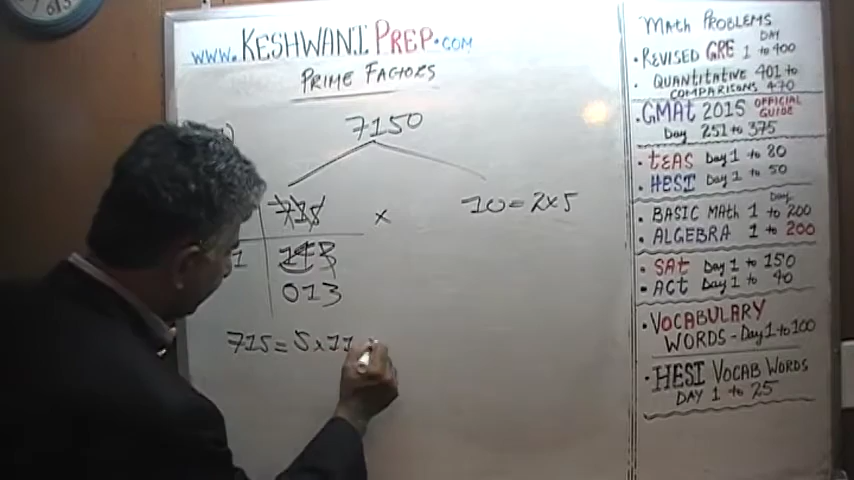 www.KESHWANI PREP.COM
PRIME FACTORS
7150
715 × 10 = 2×5
1 143
013
715 = 5×11
MATH PROBLEMS
DAY
• REVISED GRE 1 to 400
• QUANTITATIVE 401 to
COMPARISONS 470
• GMAt 2015 OFFICIAL GUIDE
Day 251 to 375
• tEAS Day 1 to 80
• HESI Day 1 to 50
Day
• BASIC MAth 1 to 200
• ALGEBRA 1 to 200
• SAt Day 1 to 150
• ACt Day 1 to 40
• VOCABULARY
WORDS - Day 1 to 100
• HESI VOCAB WORDS
DAY 1 to 25